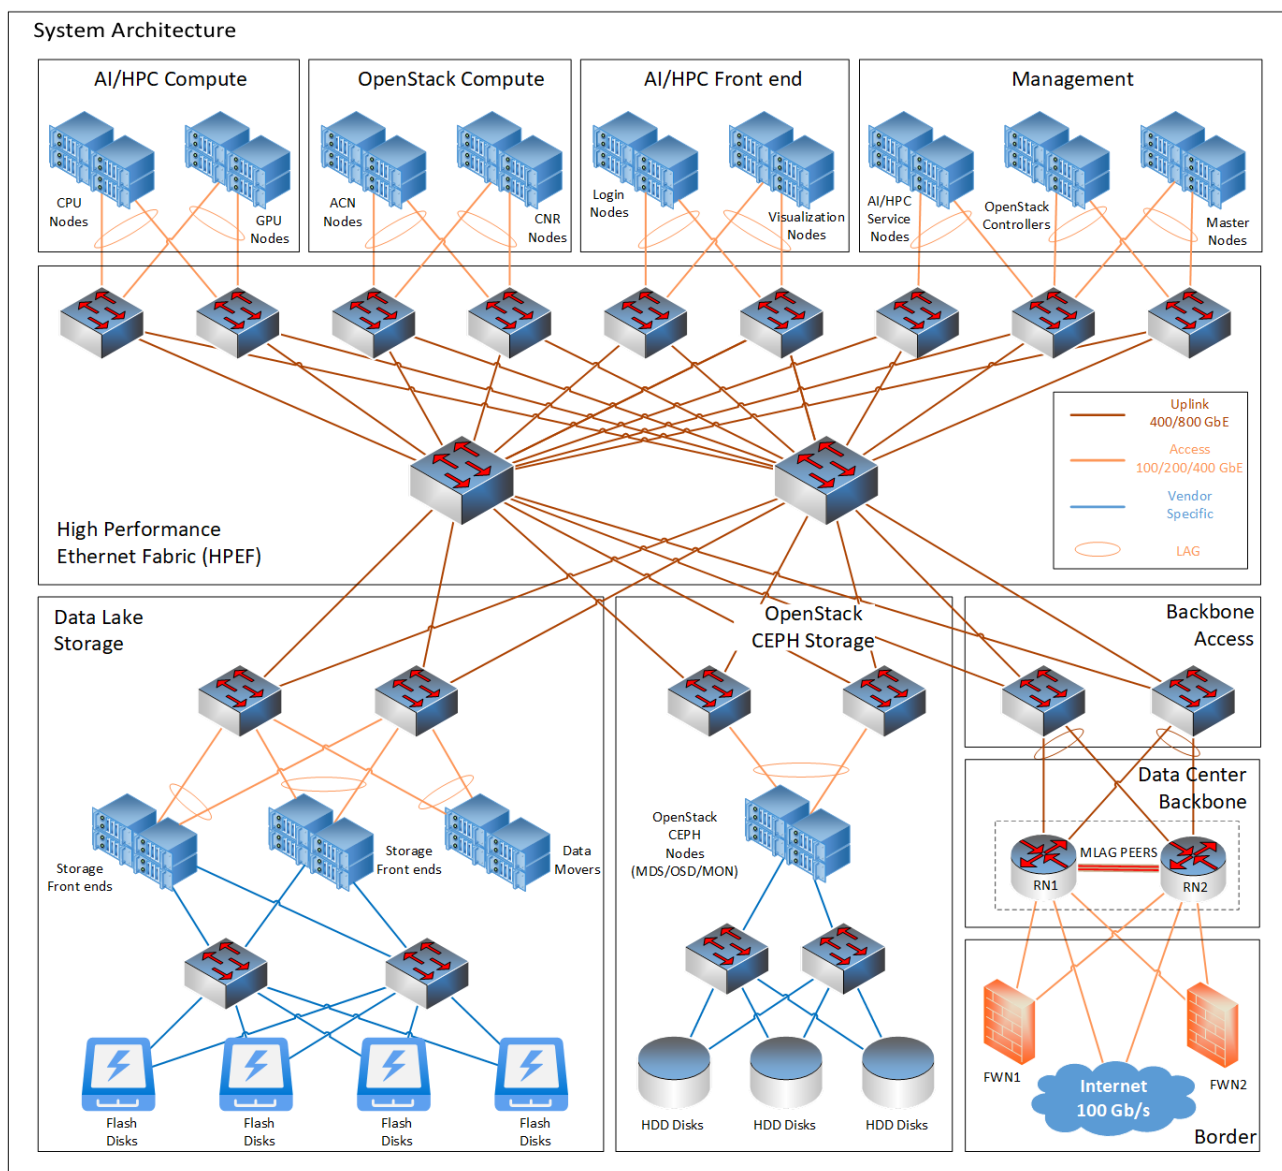 System Architecture
AI/HPC Compute
OpenStack Compute
AI/HPC Front end
Management
CPU
Nodes
GPU
Nodes
ACN
Nodes
CNR
Nodes
Login
Nodes
Visualization
Nodes
AI/HPC
Service
Nodes
OpenStack
Controllers
Master
Nodes
Uplink
400/800 GbE
Access
100/200/400 GbE
Vendor
Specific
LAG
High Performance
Ethernet Fabric (HPEF)
Data Lake
Storage
OpenStack
CEPH Storage
Backbone
Access
Storage
Front ends
Storage
Front ends
Data
Movers
OpenStack
CEPH
Nodes
(MDS/OSD/MON)
Data Center
Backbone
MLAG PEERS
RN1
RN2
Flash
Disks
Flash
Disks
Flash
Disks
Flash
Disks
HDD Disks
HDD Disks
HDD Disks
FWN1
FWN2
Internet
100 Gb/s
Border